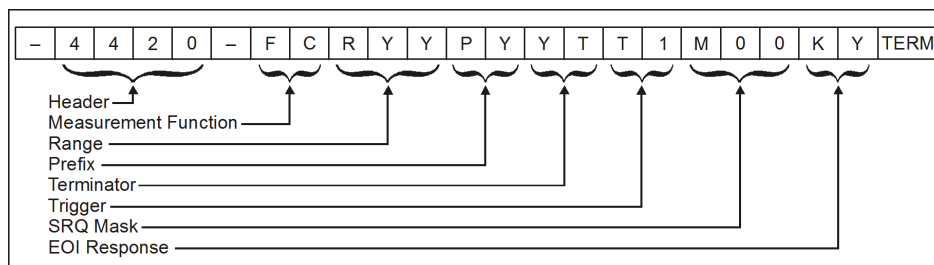 – 4 4 2 0 – F C R Y Y P Y Y T T 1 M 0 0 K Y TERM
Header
Measurement Function
Range
Prefix
Terminator
Trigger
SRQ Mask
EOI Response